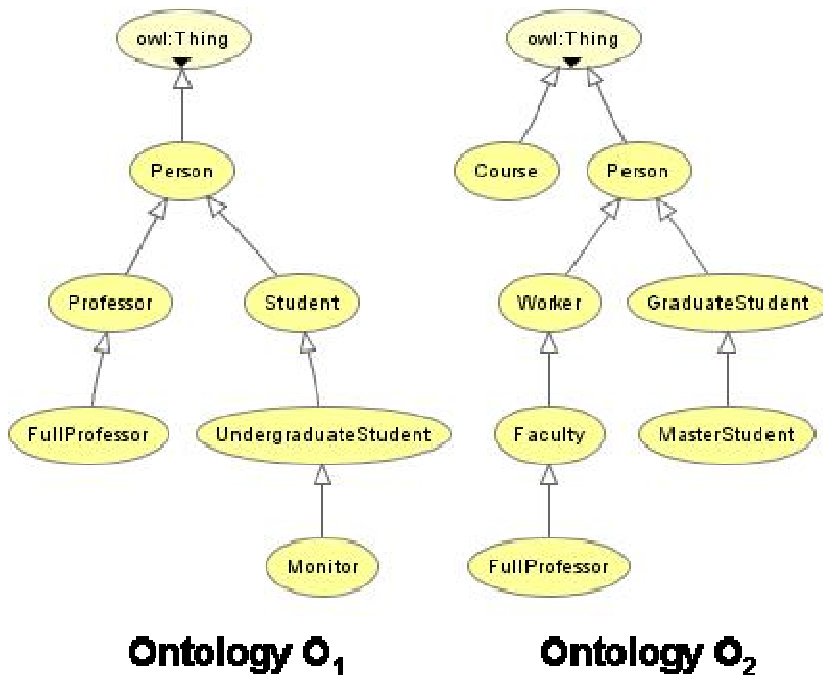 owl:Thing
Person
Professor
Student
FullProfessor
UndergraduateStudent
Monitor
Ontology O1
owl:Thing
Course
Person
Worker
GraduateStudent
Faculty
MasterStudent
FullProfessor
Ontology O2